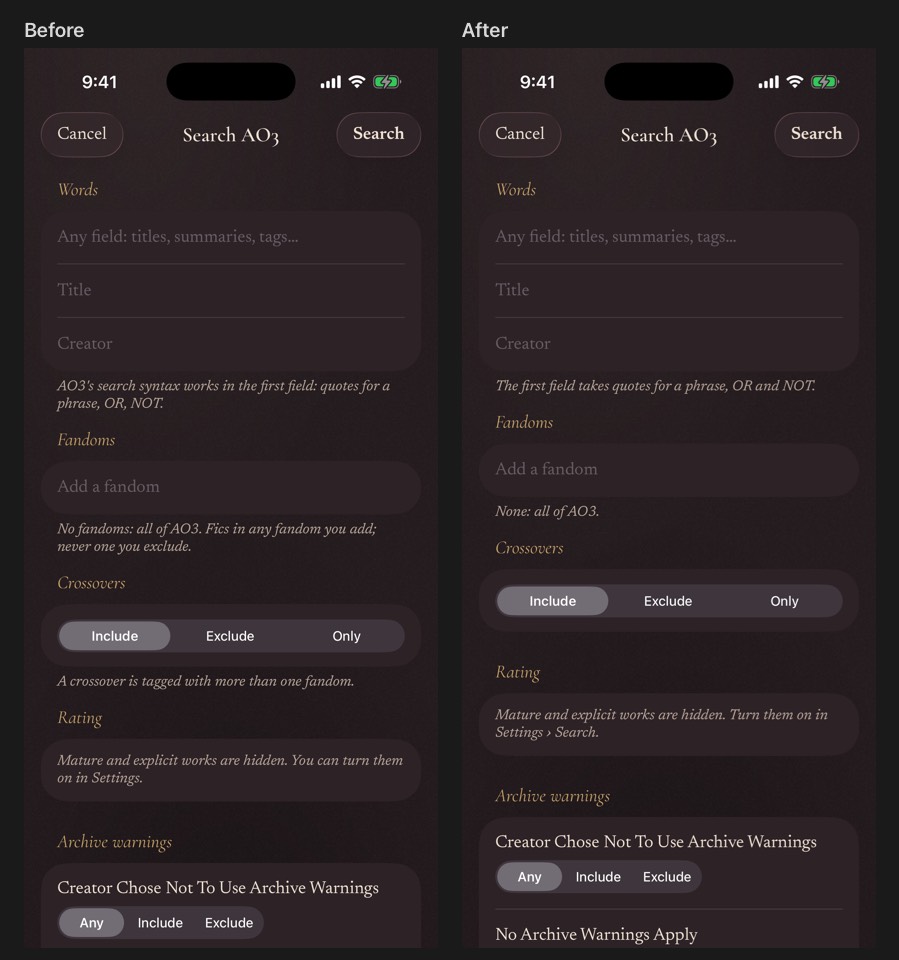 Before
9:41
Cancel
Search AO3
Search
Words
Any field: titles, summaries, tags...
Title
Creator
AO3's search syntax works in the first field: quotes for a
phrase, OR, NOT.
Fandoms
Add a fandom
No fandoms: all of AO3. Fics in any fandom you add;
never one you exclude.
Crossovers
Include Exclude Only
A crossover is tagged with more than one fandom.
Rating
Mature and explicit works are hidden. You can turn them
on in Settings.
Archive warnings
Creator Chose Not To Use Archive Warnings
Any Include Exclude
After
9:41
Cancel
Search AO3
Search
Words
Any field: titles, summaries, tags...
Title
Creator
The first field takes quotes for a phrase, OR and NOT.
Fandoms
Add a fandom
None: all of AO3.
Crossovers
Include Exclude Only
Rating
Mature and explicit works are hidden. Turn them on in
Settings › Search.
Archive warnings
Creator Chose Not To Use Archive Warnings
Any Include Exclude
No Archive Warnings Apply